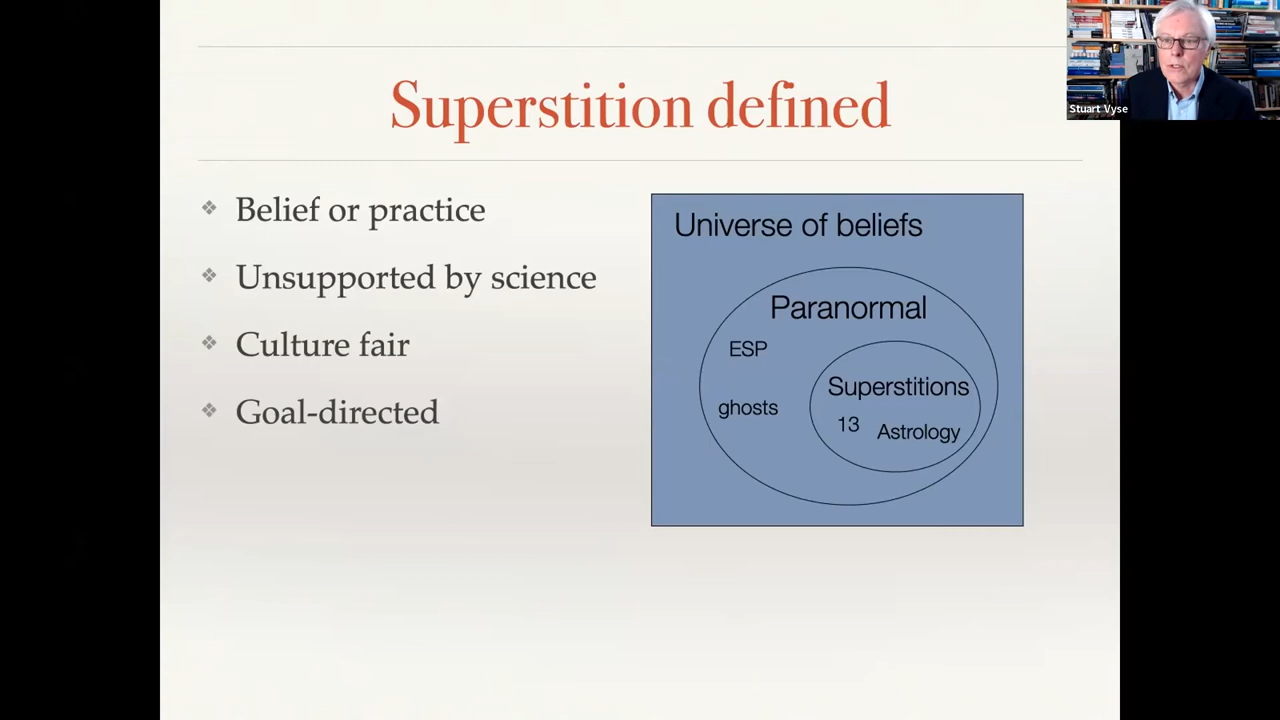 Superstition defined
Stuart Vyse
Belief or practice
Unsupported by science
Culture fair
Goal-directed
Universe of beliefs
Paranormal
ESP
ghosts
Superstitions
13 Astrology